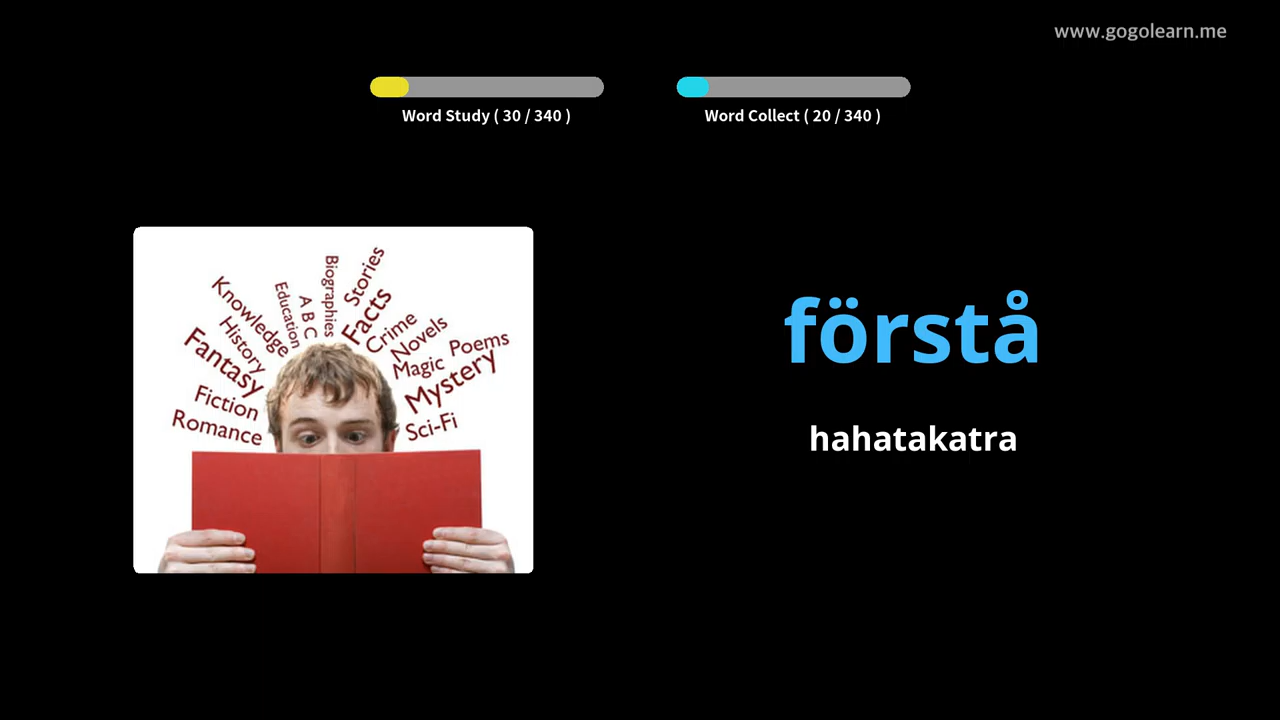 www.gogolearn.me
Word Study ( 30 / 340 )
Word Collect ( 20 / 340 )
Knowledge
History
Fantasy
Fiction
Romance
Education
A B C
Biographies
Stories
Facts
Crime
Novels
Magic
Poems
Mystery
Sci-Fi
förstå
hahatakatra